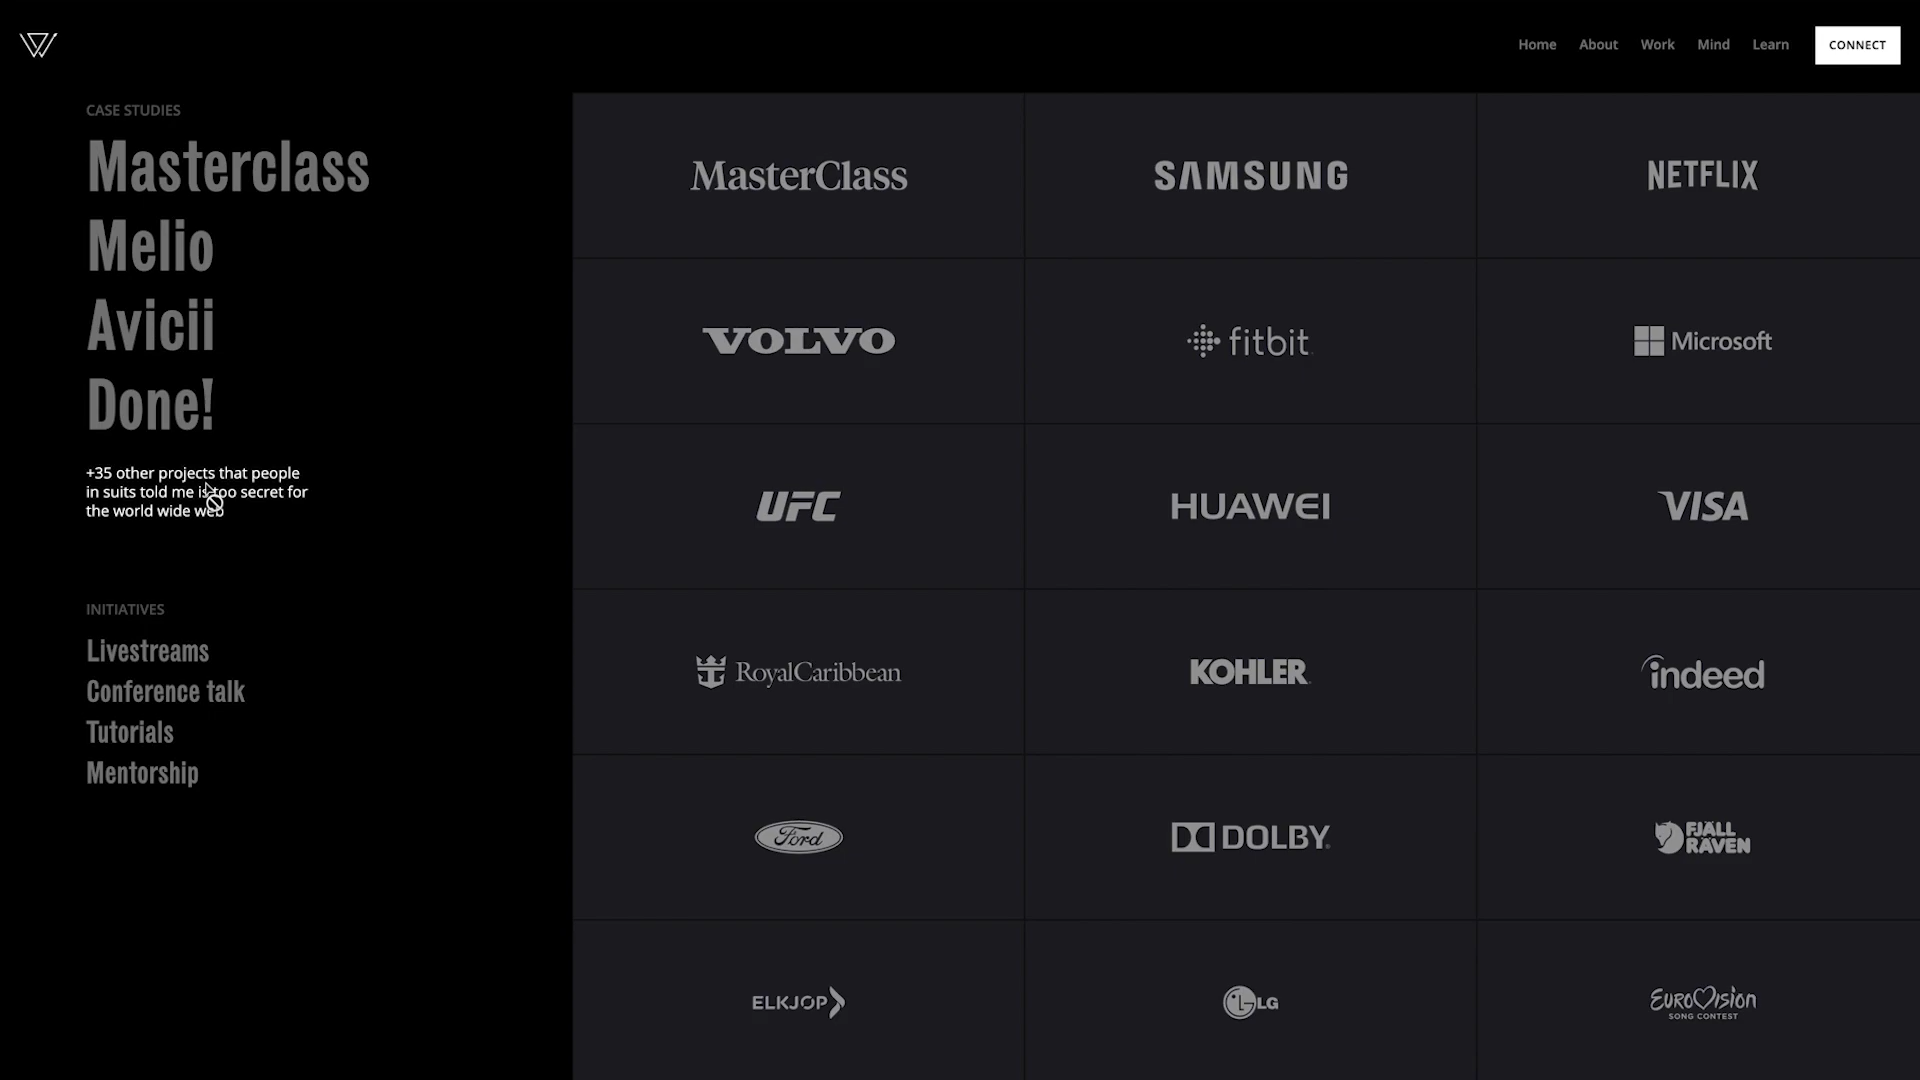 Home About Work Mind Learn CONNECT
CASE STUDIES
Masterclass
Melio
Avicii
Done!
+35 other projects that people
in suits told me is too secret for
the world wide web
INITIATIVES
Livestreams
Conference talk
Tutorials
Mentorship
MasterClass SAMSUNG NETFLIX
VOLVO fitbit Microsoft
UFC HUAWEI VISA
RoyalCaribbean KOHLER indeed
Ford DOLBY FJÄLL
RÄVEN
ELKJOP LG EUROVISION
SONG CONTEST